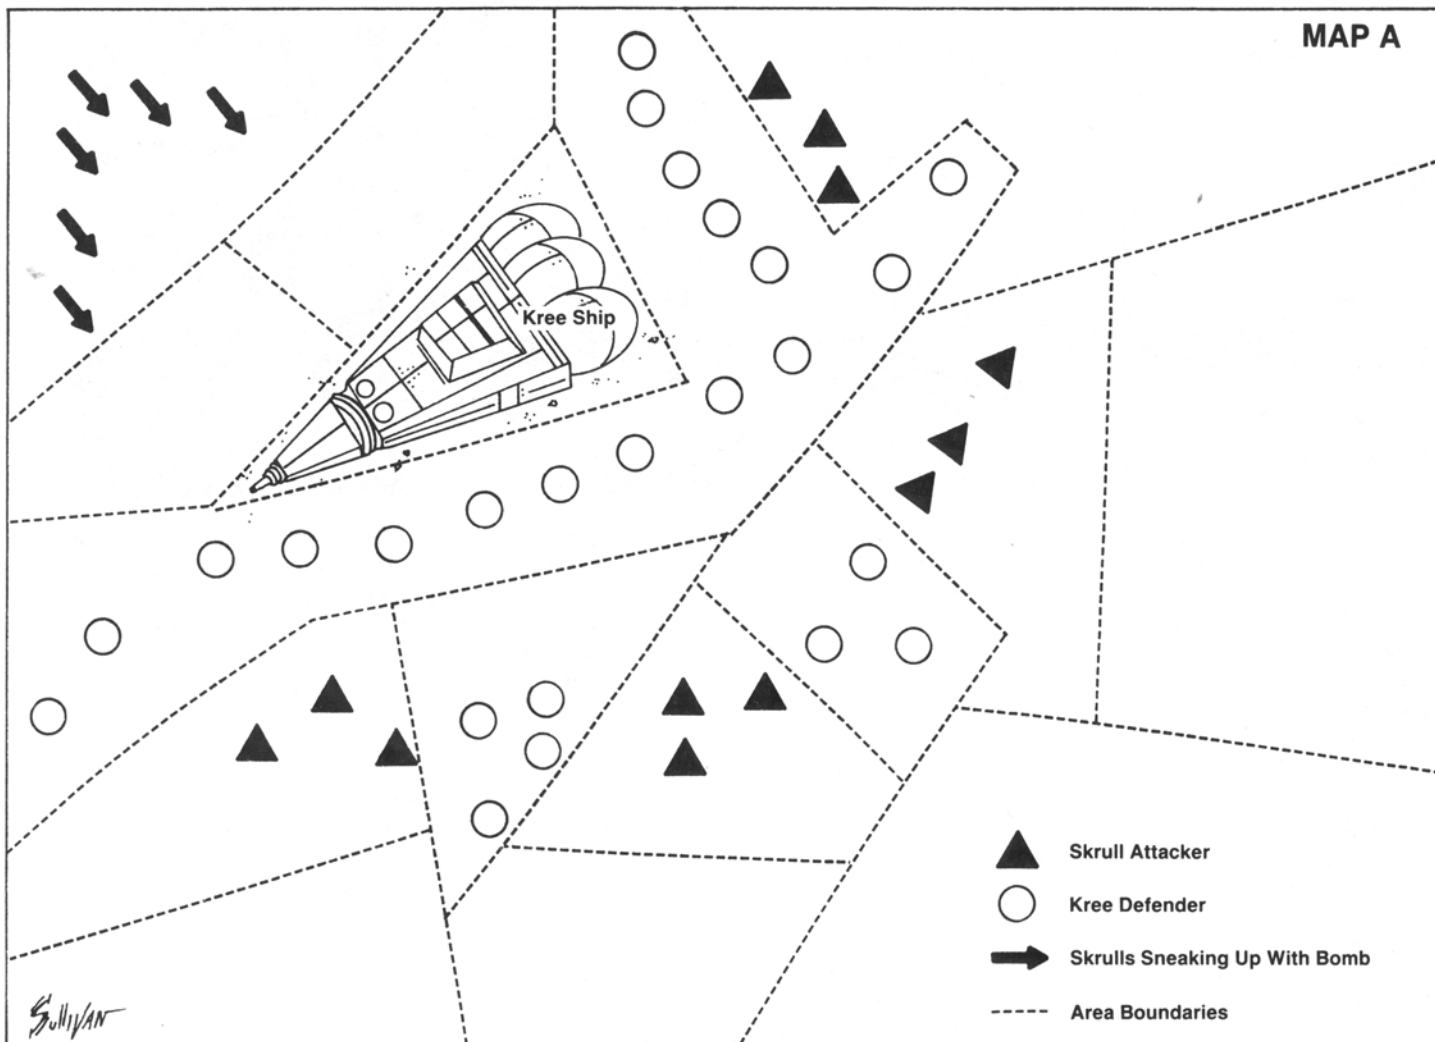 MAP A
Kree Ship
Skrull Attacker
Kree Defender
Skrulls Sneaking Up With Bomb
Area Boundaries
Sullivan